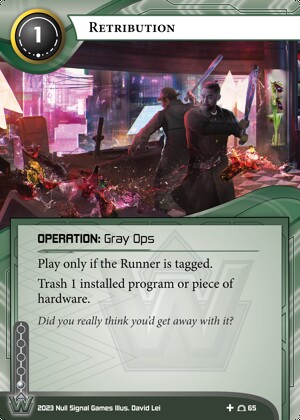 1
Retribution
OPERATION: Gray Ops
Play only if the Runner is tagged.
Trash 1 installed program or piece of
hardware.
Did you really think you'd get away with it?
2023 Null Signal Games Illus. David Lei
65